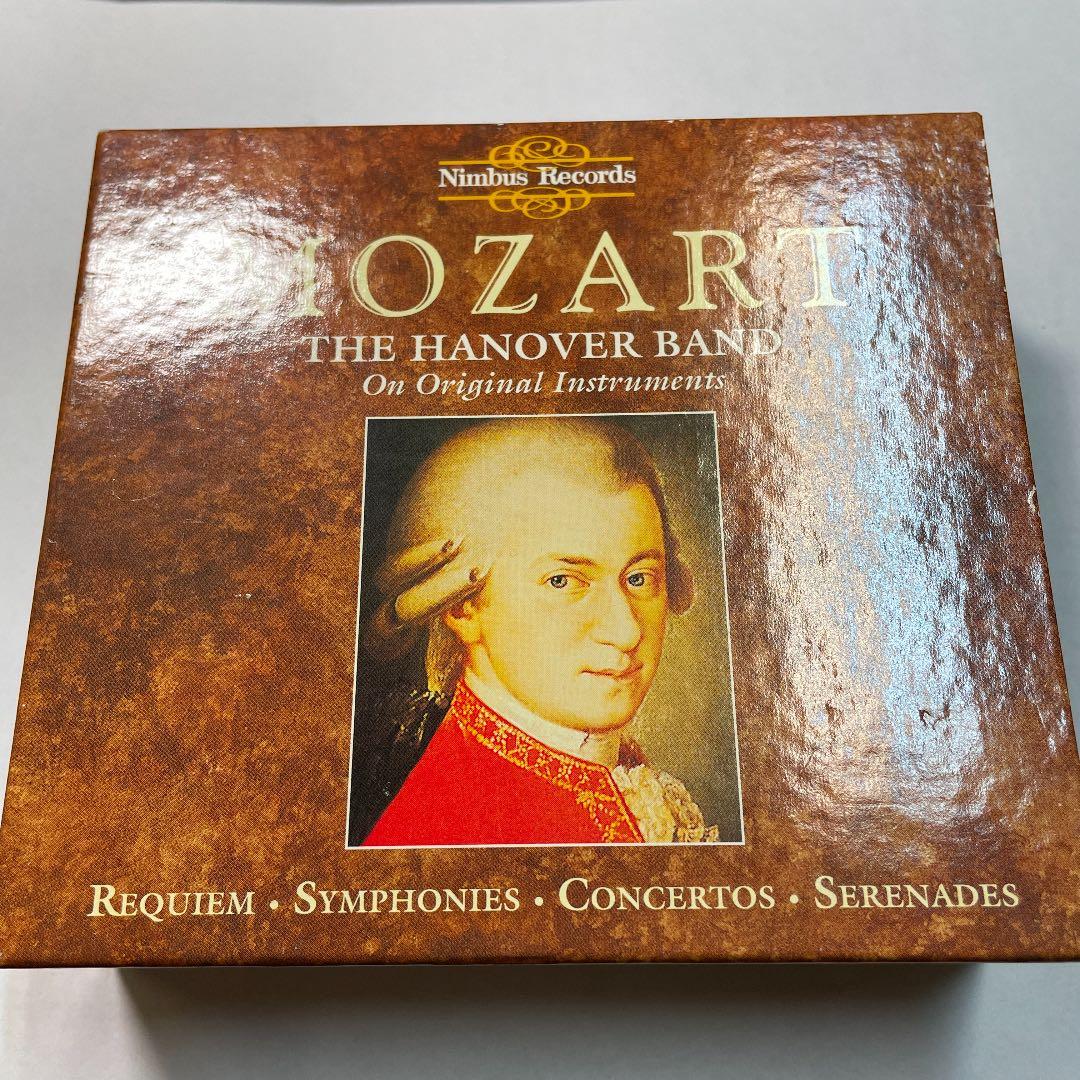 Nimbus Records
MOZART
THE HANOVER BAND
On Original Instruments
REQUIEM • SYMPHONIES • CONCERTOS • SERENADES